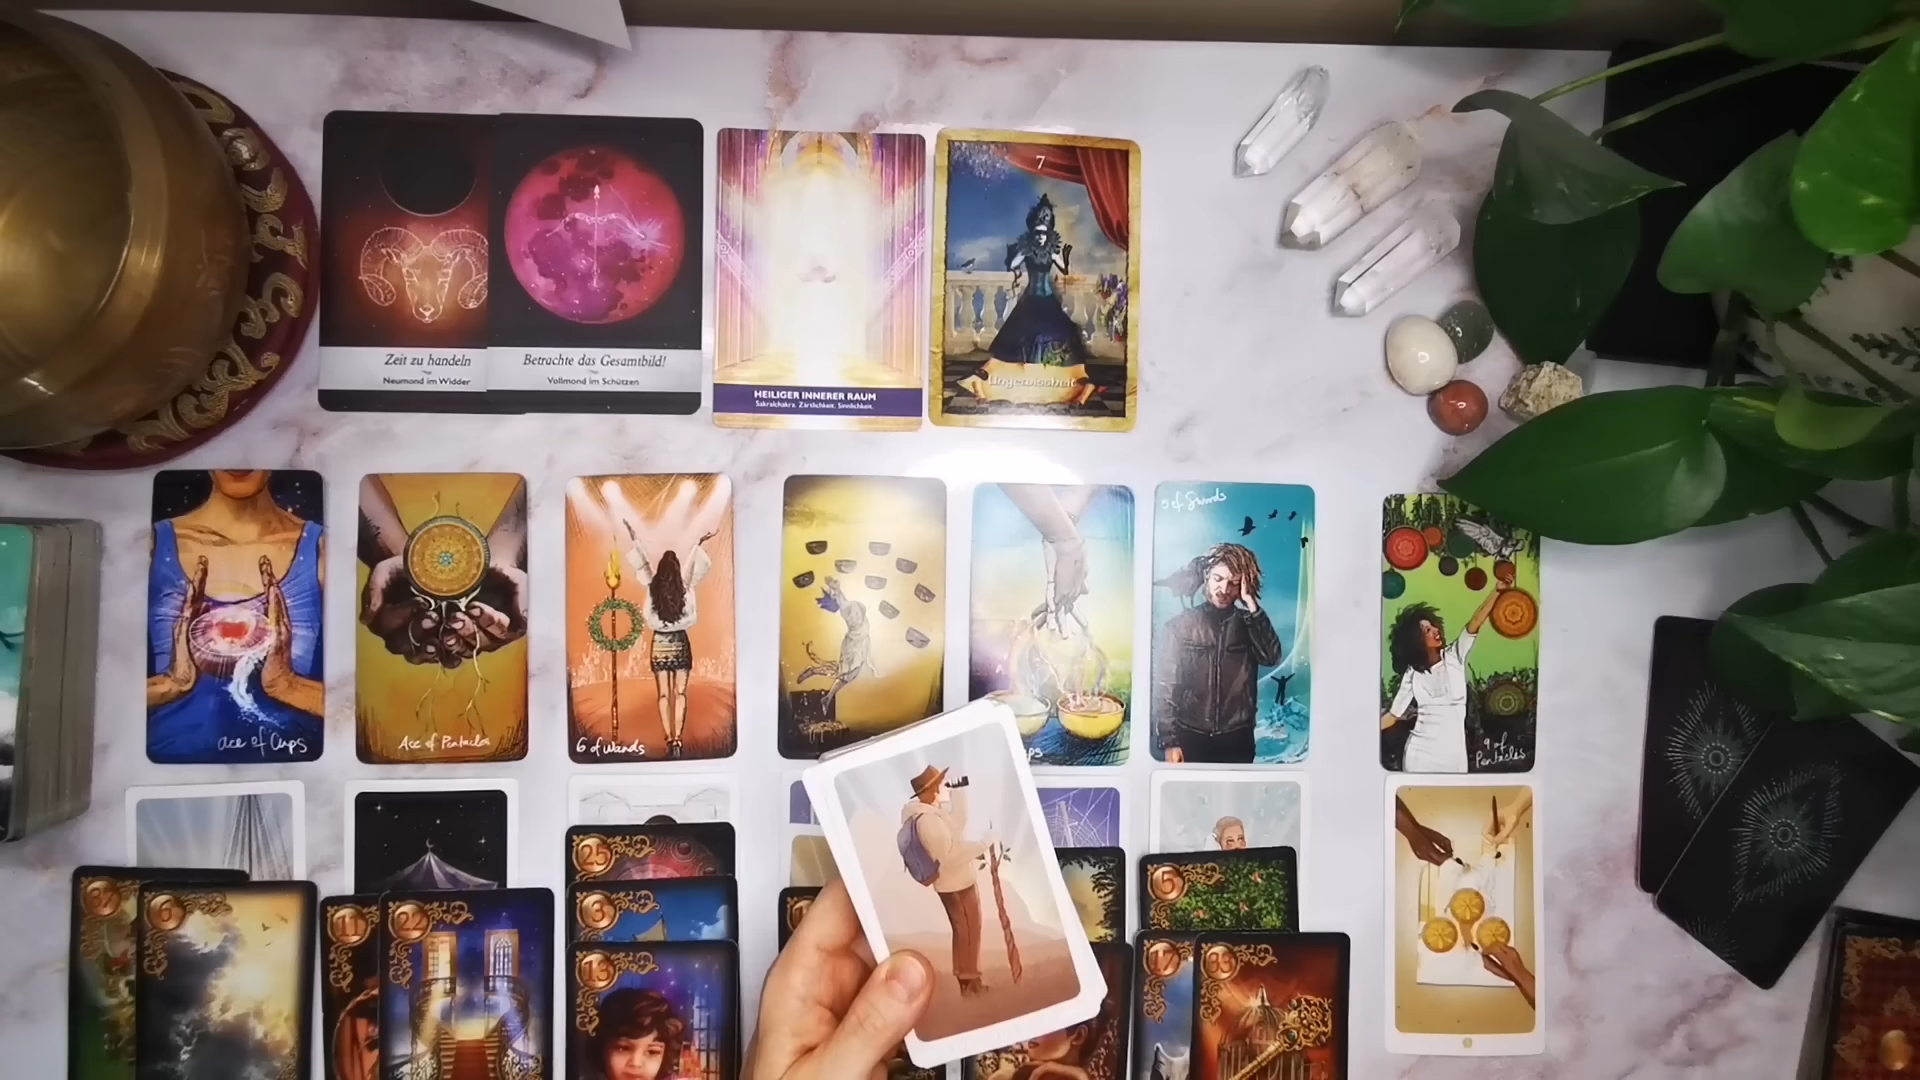 Zeit zu handeln
Neumond im Widder
Betrachte das Gesamtbild!
Vollmond im Schützen
HEILIGER INNERER RAUM
Sakralchakra. Zärtlichkeit. Sinnlichkeit.
7
Ungewissheit
ace of Cups
Ace of Pentacles
6 of Wands
ps
5 of Swords
9 of
Pentacles
6
11
22
25
3
13
5
17
33